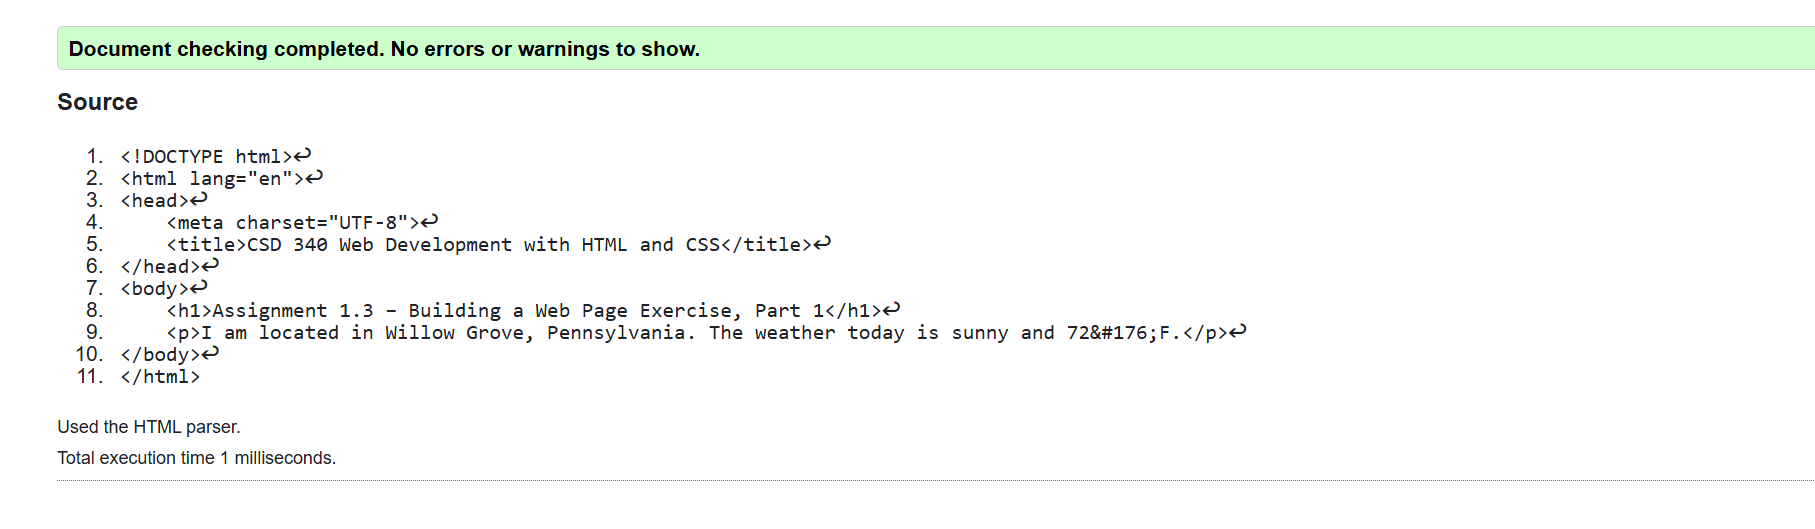 Document checking completed. No errors or warnings to show.
Source
1. <!DOCTYPE html>↩
2. <html lang="en">↩
3. <head>↩
4.     <meta charset="UTF-8">↩
5.     <title>CSD 340 Web Development with HTML and CSS</title>↩
6. </head>↩
7. <body>↩
8.     <h1>Assignment 1.3 – Building a Web Page Exercise, Part 1</h1>↩
9.     <p>I am located in Willow Grove, Pennsylvania. The weather today is sunny and 72&#176;F.</p>↩
10. </body>↩
11. </html>
Used the HTML parser.
Total execution time 1 milliseconds.